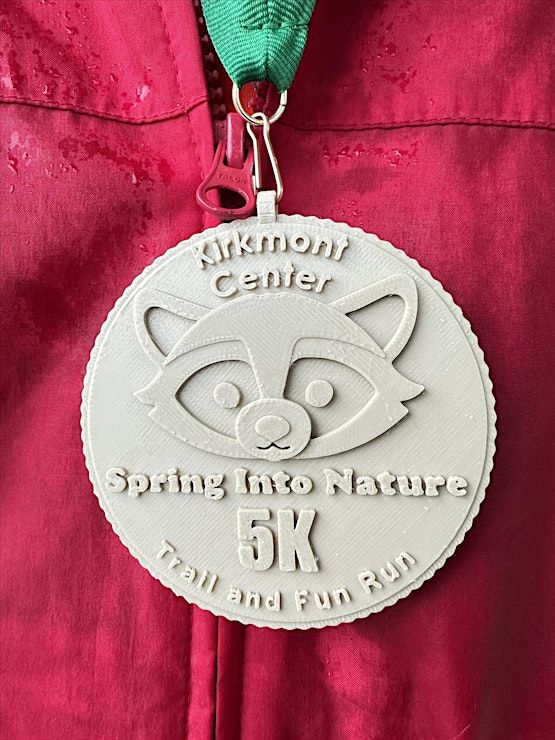 Kirkmont
Center
Spring Into Nature
5K
Trail and Fun Run